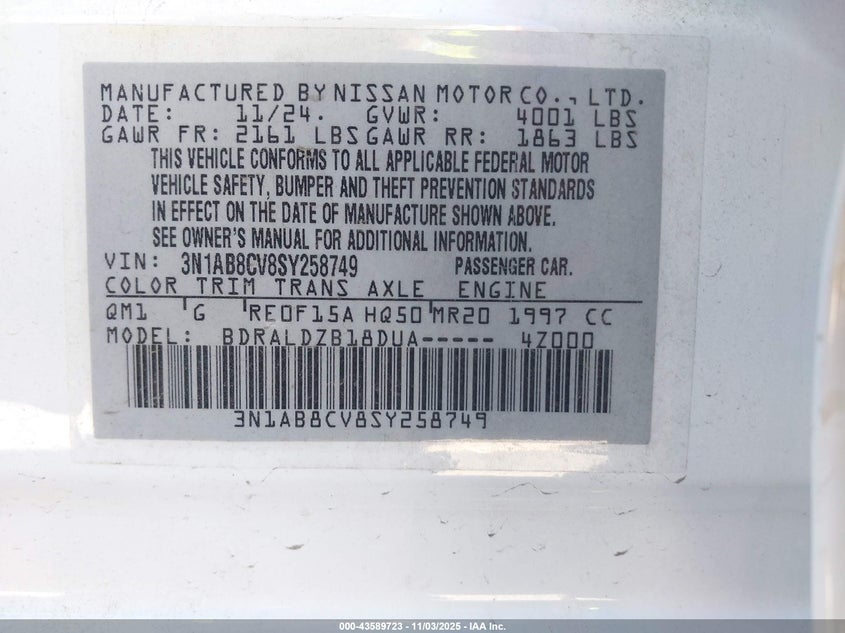 MANUFACTURED BY NISSAN MOTOR CO., LTD.
DATE: 11/24. GVWR: 4001 LBS
GAWR FR: 2161 LBS GAWR RR: 1863 LBS
THIS VEHICLE CONFORMS TO ALL APPLICABLE FEDERAL MOTOR
VEHICLE SAFETY, BUMPER AND THEFT PREVENTION STANDARDS
IN EFFECT ON THE DATE OF MANUFACTURE SHOWN ABOVE.
SEE OWNER'S MANUAL FOR ADDITIONAL INFORMATION.
VIN: 3N1AB8CV8SY258749 PASSENGER CAR.
COLOR TRIM TRANS AXLE ENGINE
QM1 G RE0F15A HQ50 MR20 1997 CC
MODEL: BDRALDZB18DUA----- 4Z000
3N1AB8CV8SY258749
000-43589723 - 11/03/2025 - IAA Inc.